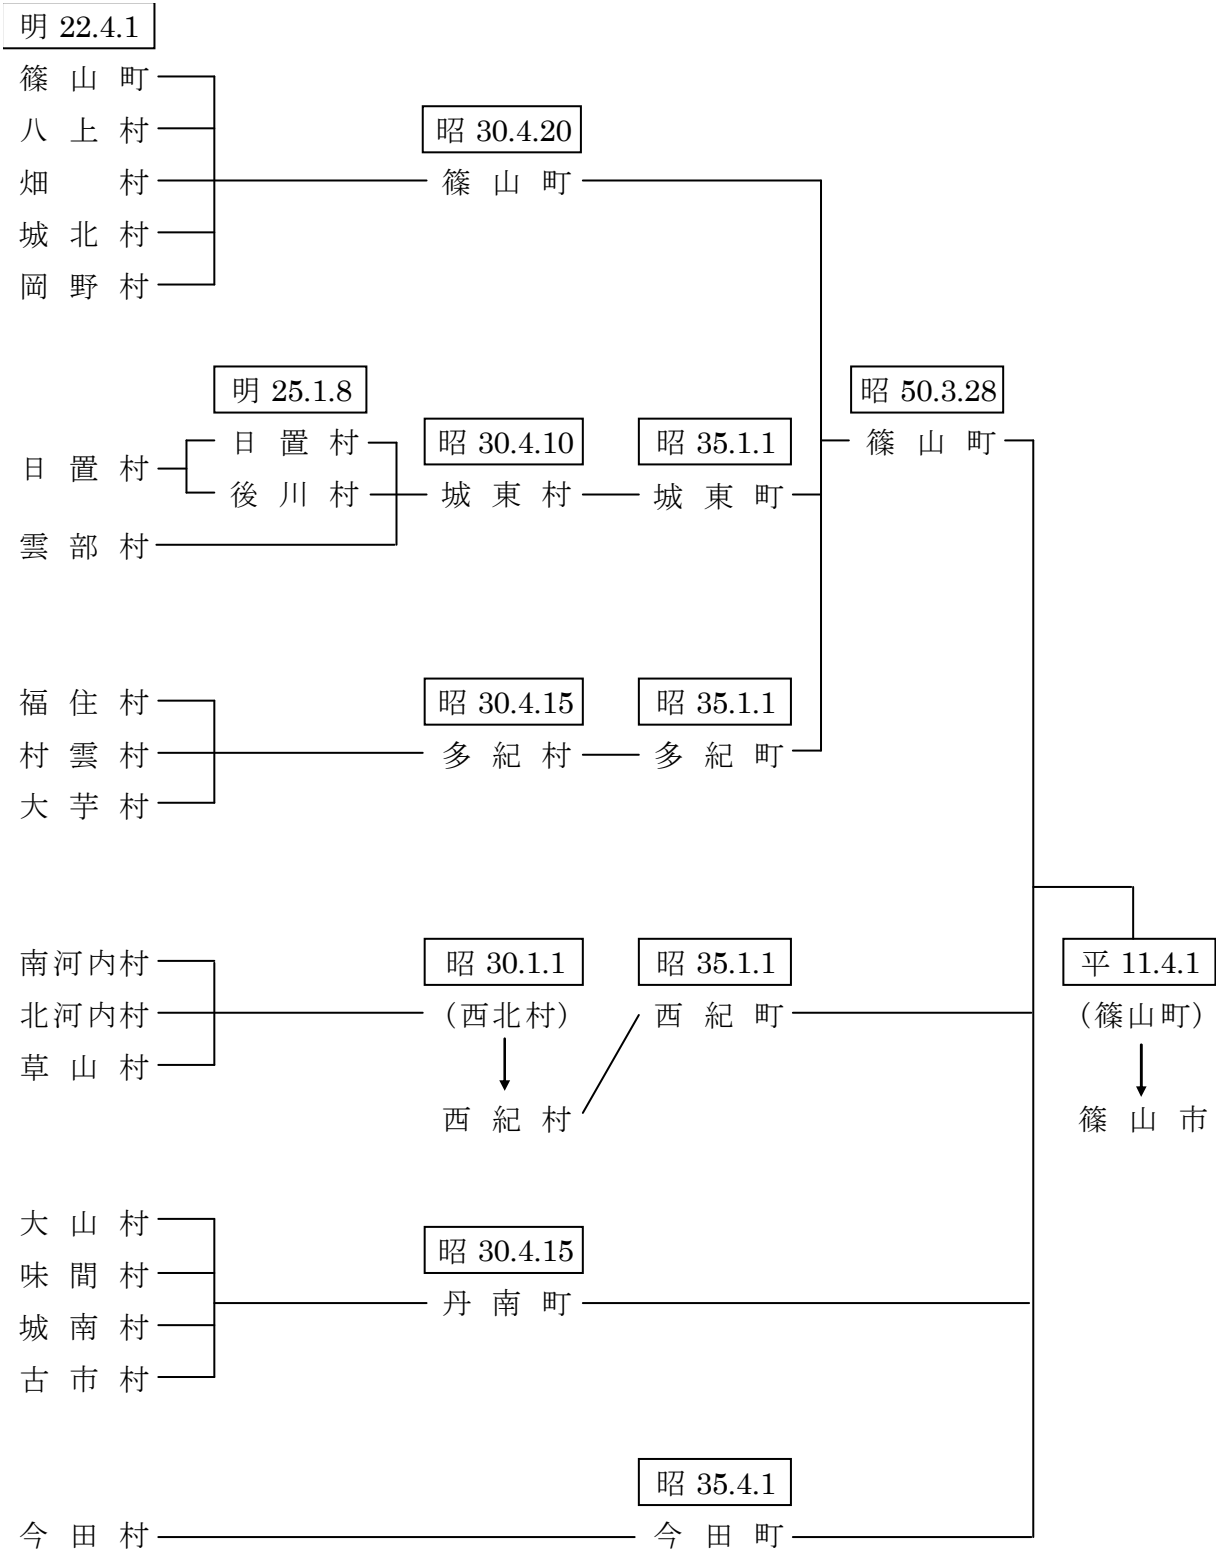 明 22.4.1
篠山町
八上村
畑村
城北村
岡野村
昭 30.4.20
篠山町
明 25.1.8
日置村
日置村
後川村
雲部村
昭 30.4.10
城東村
昭 35.1.1
城東町
昭 50.3.28
篠山町
福住村
村雲村
大芋村
昭 30.4.15
多紀村
昭 35.1.1
多紀町
南河内村
北河内村
草山村
昭 30.1.1
(西北村)
西紀村
昭 35.1.1
西紀町
平 11.4.1
(篠山町)
篠山市
大山村
味間村
城南村
古市村
昭 30.4.15
丹南町
今田村
昭 35.4.1
今田町